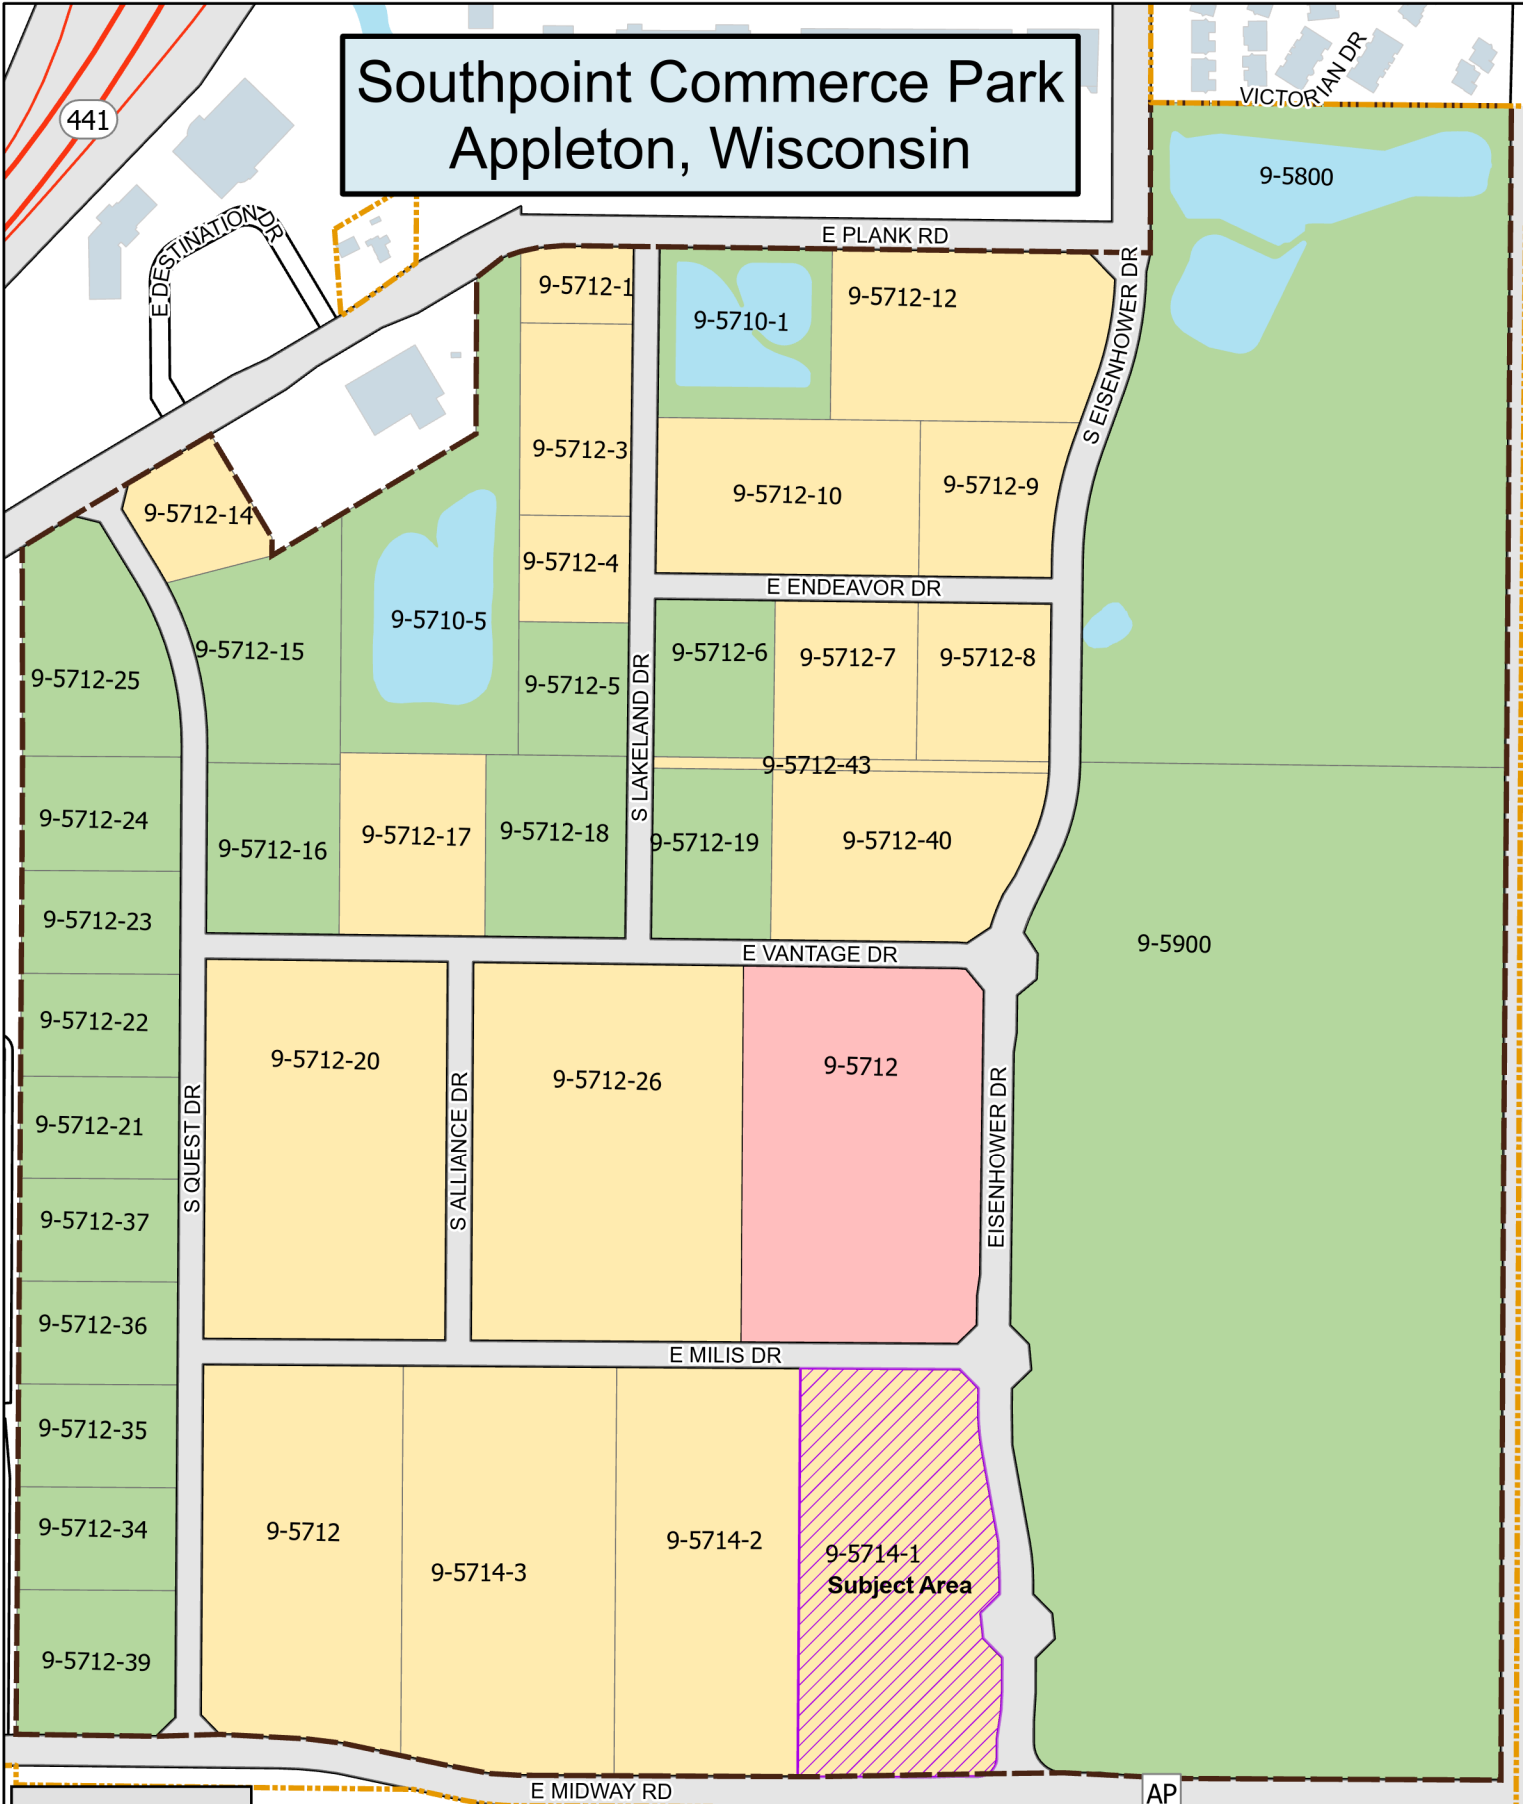 Southpoint Commerce Park
Appleton, Wisconsin
441
VICTORIAN DR
9-5800
E DESTINATION DR
E PLANK RD
S EISENHOWER DR
9-5712-1
9-5710-1
9-5712-12
9-5712-3
9-5712-10
9-5712-9
9-5712-14
9-5712-4
E ENDEAVOR DR
9-5710-5
9-5712-15
9-5712-6
9-5712-7
9-5712-8
9-5712-25
9-5712-5
S LAKELAND DR
9-5712-43
9-5712-24
9-5712-16
9-5712-17
9-5712-18
9-5712-19
9-5712-40
9-5712-23
E VANTAGE DR
9-5900
9-5712-22
9-5712-20
9-5712-26
9-5712
9-5712-21
S QUEST DR
S ALLIANCE DR
EISENHOWER DR
9-5712-37
9-5712-36
E MILIS DR
9-5712-35
9-5712-34
9-5712
9-5714-3
9-5714-2
9-5714-1
Subject Area
9-5712-39
E MIDWAY RD
AP